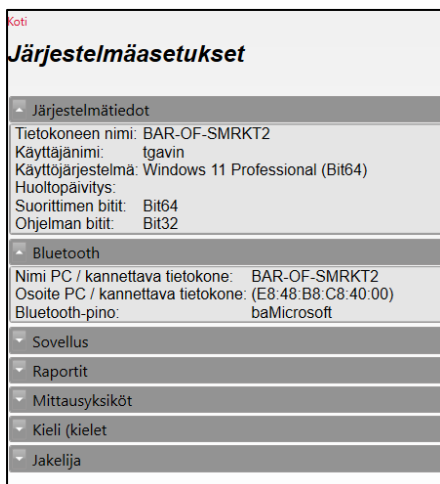 Koti
Järjestelmäasetukset
Järjestelmätiedot
Tietokoneen nimi: BAR-OF-SMRKT2
Käyttäjänimi: tgavin
Käyttöjärjestelmä: Windows 11 Professional (Bit64)
Huoltopäivitys:
Suorittimen bitit: Bit64
Ohjelman bitit: Bit32
Bluetooth
Nimi PC / kannettava tietokone: BAR-OF-SMRKT2
Osoite PC / kannettava tietokone: (E8:48:B8:C8:40:00)
Bluetooth-pino: baMicrosoft
Sovellus
Raportit
Mittausyksiköt
Kieli (kielet
Jakelija